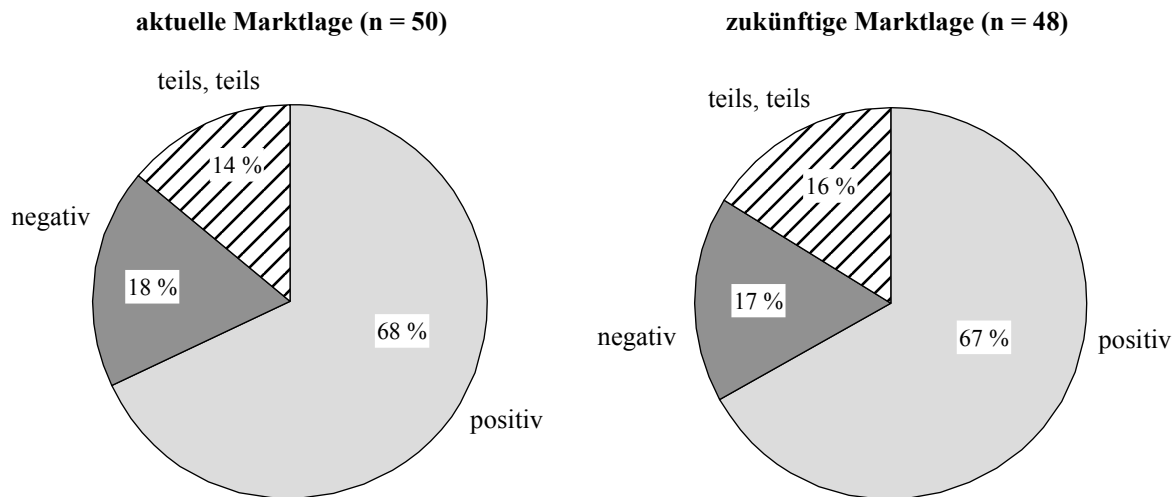 aktuelle Marktlage (n = 50)
teils, teils
14 %
negativ
18 %
68 %
positiv
zukünftige Marktlage (n = 48)
teils, teils
16 %
17 %
negativ
67 %
positiv